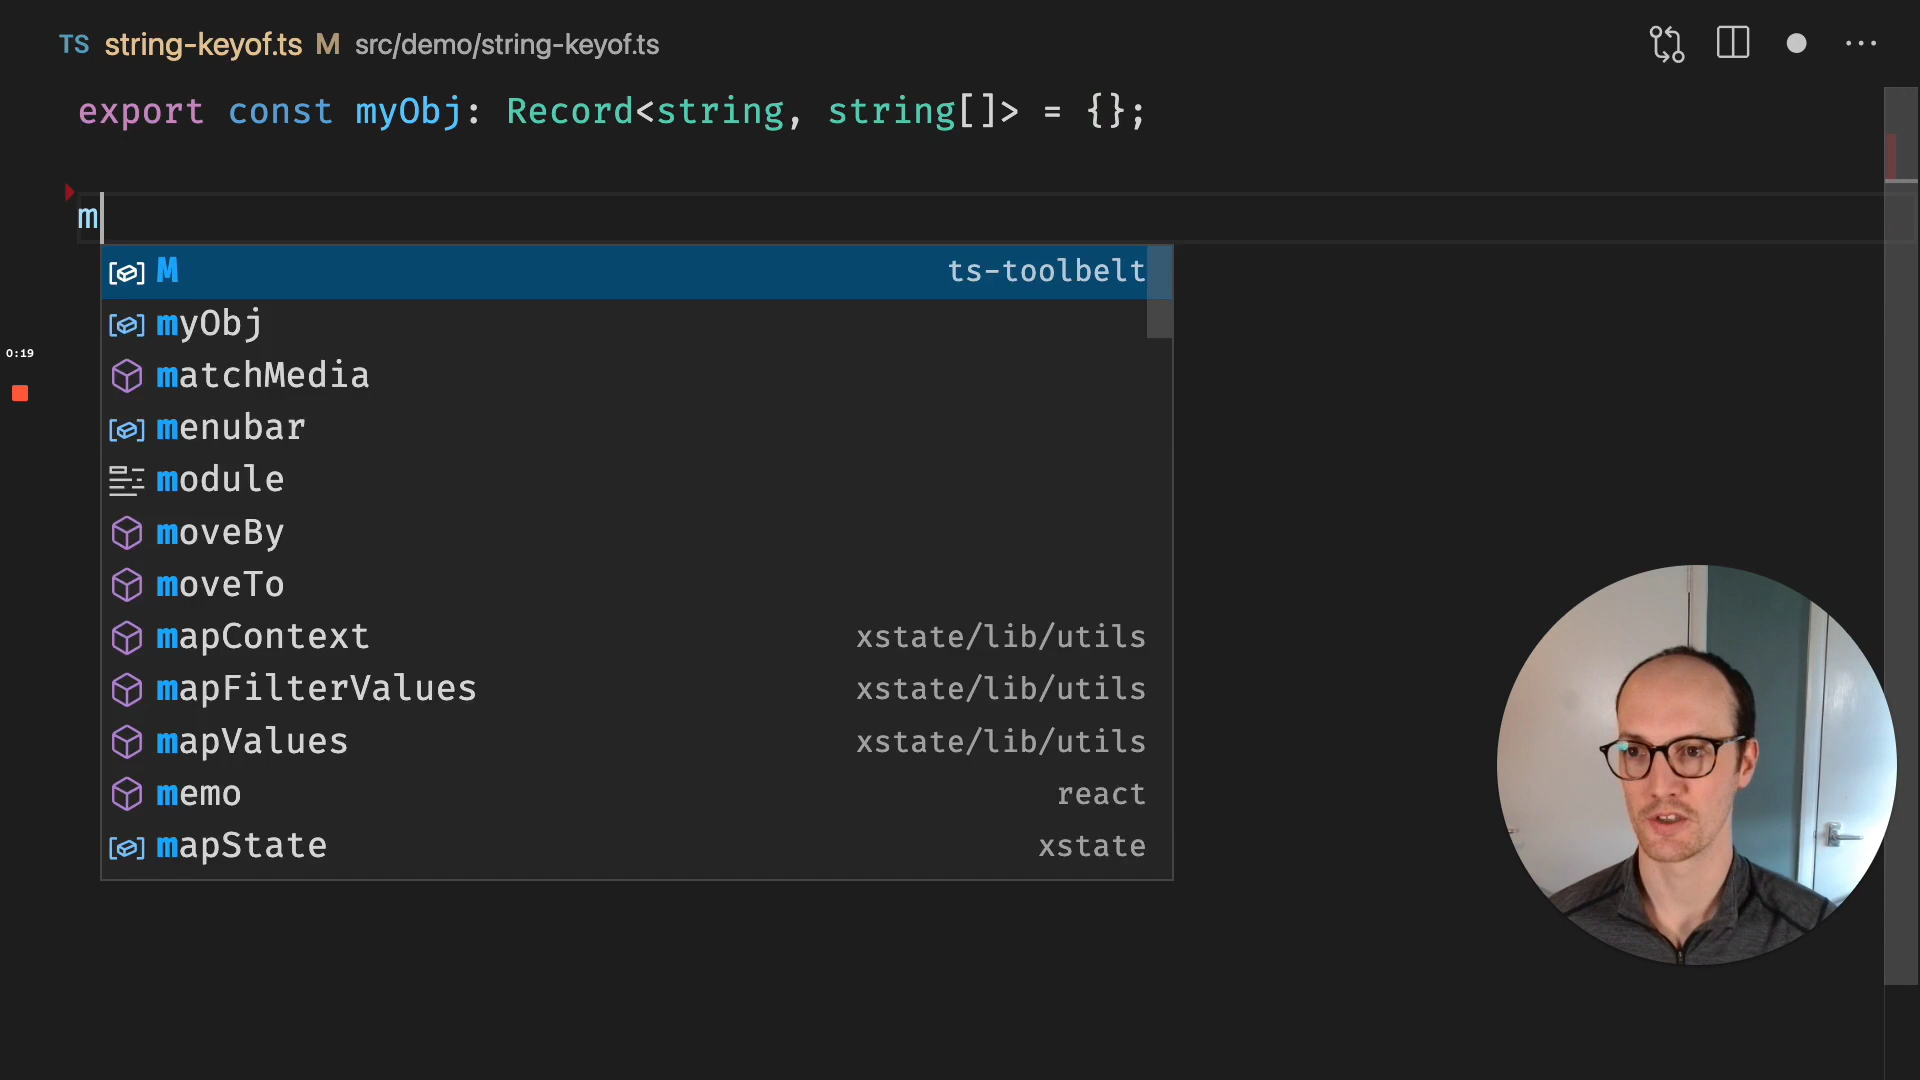 TS string-keyof.ts M src/demo/string-keyof.ts
export const myObj: Record<string, string[]> = {};
m
M ts-toolbelt
myObj
matchMedia
menubar
module
moveBy
moveTo
mapContext xstate/lib/utils
mapFilterValues xstate/lib/utils
mapValues xstate/lib/utils
memo react
mapState xstate
0:19